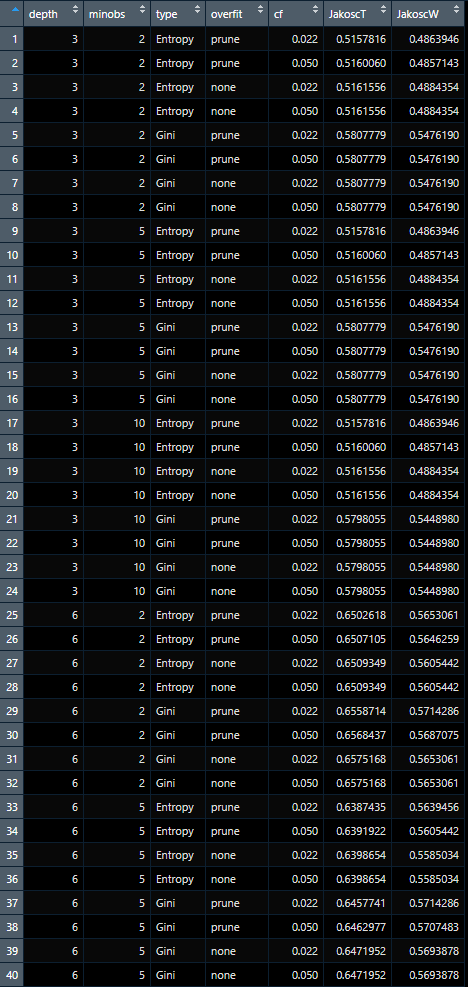 depth minobs type overfit cf JakoscT JakoscW
1 3 2 Entropy prune 0.022 0.5157816 0.4863946
2 3 2 Entropy prune 0.050 0.5160060 0.4857143
3 3 2 Entropy none 0.022 0.5161556 0.4884354
4 3 2 Entropy none 0.050 0.5161556 0.4884354
5 3 2 Gini prune 0.022 0.5807779 0.5476190
6 3 2 Gini prune 0.050 0.5807779 0.5476190
7 3 2 Gini none 0.022 0.5807779 0.5476190
8 3 2 Gini none 0.050 0.5807779 0.5476190
9 3 5 Entropy prune 0.022 0.5157816 0.4863946
10 3 5 Entropy prune 0.050 0.5160060 0.4857143
11 3 5 Entropy none 0.022 0.5161556 0.4884354
12 3 5 Entropy none 0.050 0.5161556 0.4884354
13 3 5 Gini prune 0.022 0.5807779 0.5476190
14 3 5 Gini prune 0.050 0.5807779 0.5476190
15 3 5 Gini none 0.022 0.5807779 0.5476190
16 3 5 Gini none 0.050 0.5807779 0.5476190
17 3 10 Entropy prune 0.022 0.5157816 0.4863946
18 3 10 Entropy prune 0.050 0.5160060 0.4857143
19 3 10 Entropy none 0.022 0.5161556 0.4884354
20 3 10 Entropy none 0.050 0.5161556 0.4884354
21 3 10 Gini prune 0.022 0.5798055 0.5448980
22 3 10 Gini prune 0.050 0.5798055 0.5448980
23 3 10 Gini none 0.022 0.5798055 0.5448980
24 3 10 Gini none 0.050 0.5798055 0.5448980
25 6 2 Entropy prune 0.022 0.6502618 0.5653061
26 6 2 Entropy prune 0.050 0.6507105 0.5646259
27 6 2 Entropy none 0.022 0.6509349 0.5605442
28 6 2 Entropy none 0.050 0.6509349 0.5605442
29 6 2 Gini prune 0.022 0.6558714 0.5714286
30 6 2 Gini prune 0.050 0.6568437 0.5687075
31 6 2 Gini none 0.022 0.6575168 0.5653061
32 6 2 Gini none 0.050 0.6575168 0.5653061
33 6 5 Entropy prune 0.022 0.6387435 0.5639456
34 6 5 Entropy prune 0.050 0.6391922 0.5605442
35 6 5 Entropy none 0.022 0.6398654 0.5585034
36 6 5 Entropy none 0.050 0.6398654 0.5585034
37 6 5 Gini prune 0.022 0.6457741 0.5714286
38 6 5 Gini prune 0.050 0.6462977 0.5707483
39 6 5 Gini none 0.022 0.6471952 0.5693878
40 6 5 Gini none 0.050 0.6471952 0.5693878